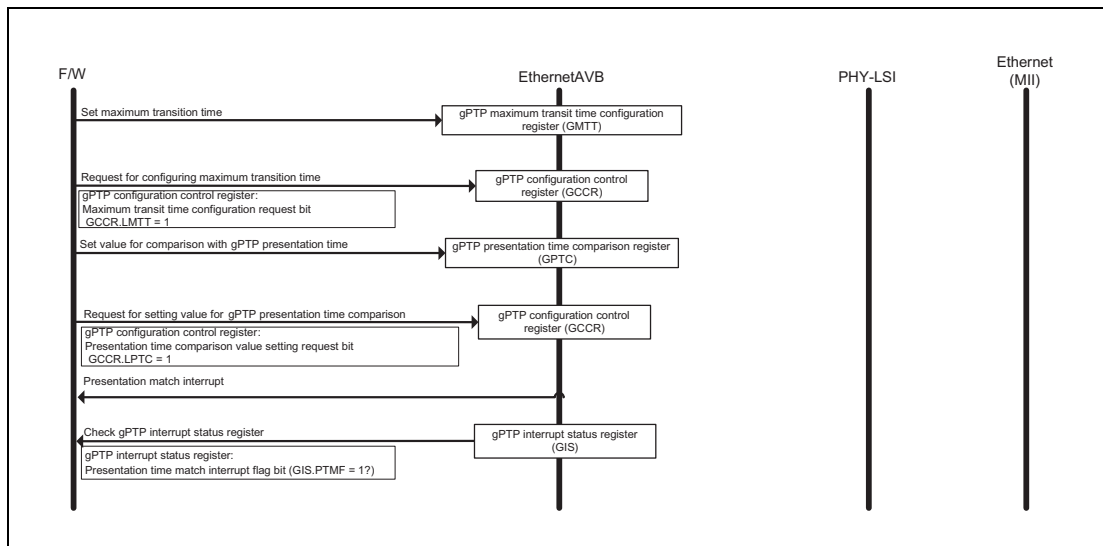 F/W
EthernetAVB
PHY-LSI
Ethernet
(MII)
Set maximum transition time
gPTP maximum transit time configuration
register (GMTT)
Request for configuring maximum transition time
gPTP configuration control
register (GCCR)
gPTP configuration control register:
Maximum transit time configuration request bit
GCCR.LMTT = 1
Set value for comparison with gPTP presentation time
gPTP presentation time comparison register
(GPTC)
Request for setting value for gPTP presentation time comparison
gPTP configuration control
register (GCCR)
gPTP configuration control register:
Presentation time comparison value setting request bit
GCCR.LPTC = 1
Presentation match interrupt
Check gPTP interrupt status register
gPTP interrupt status register
(GIS)
gPTP interrupt status register:
Presentation time match interrupt flag bit (GIS.PTMF = 1?)